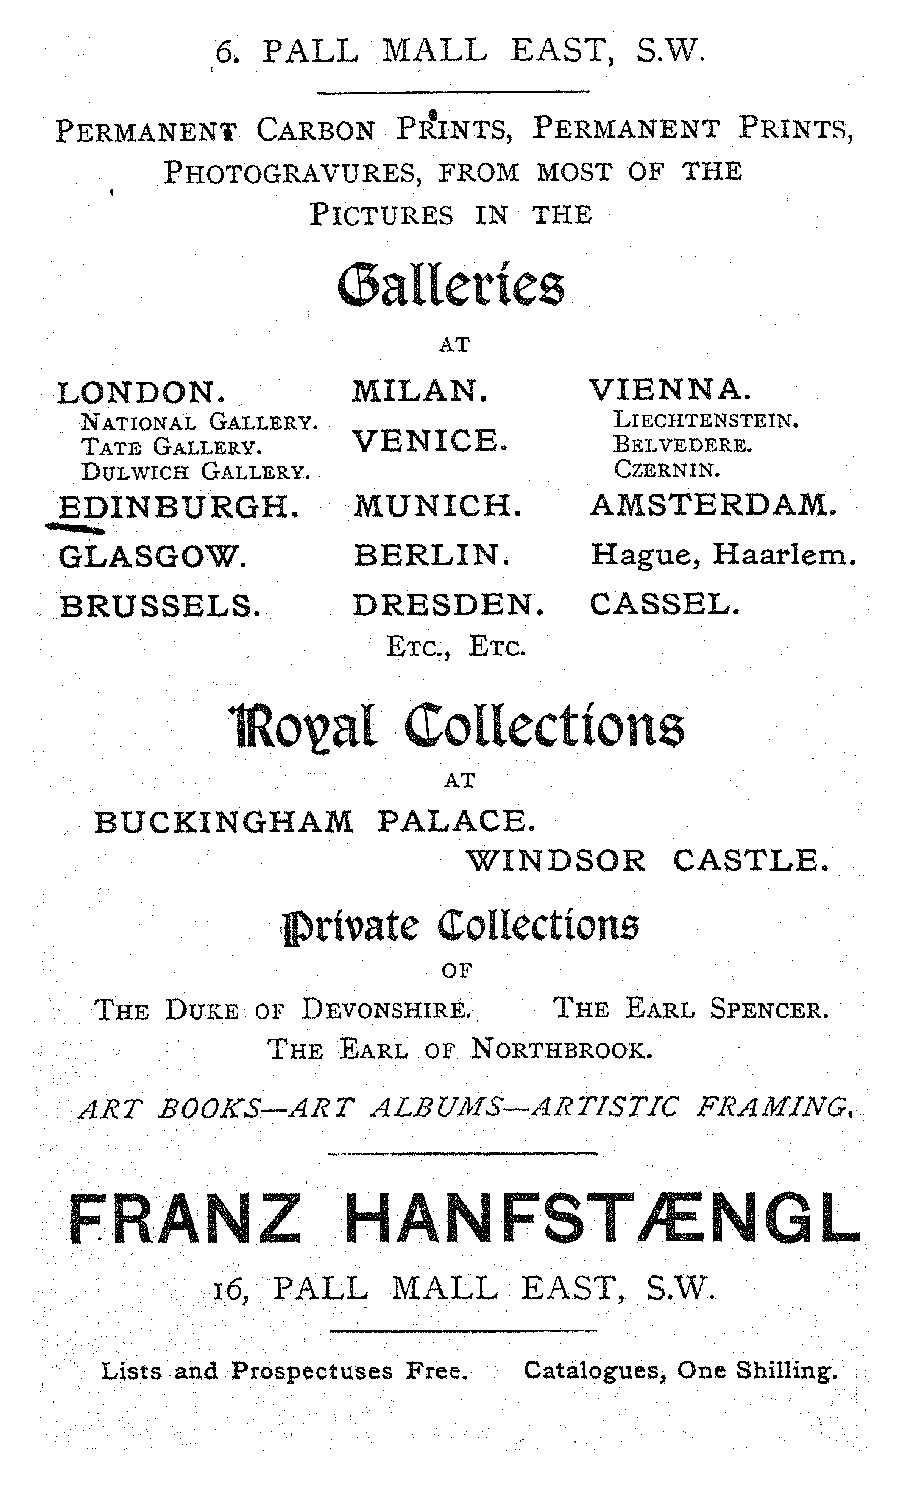 6. PALL MALL EAST, S.W.
PERMANENT CARBON PRINTS, PERMANENT PRINTS,
PHOTOGRAVURES, FROM MOST OF THE
PICTURES IN THE
Galleries
AT
LONDON.
NATIONAL GALLERY.
TATE GALLERY.
DULWICH GALLERY.
EDINBURGH.
GLASGOW.
BRUSSELS.
MILAN.
VENICE.
MUNICH.
BERLIN.
DRESDEN.
VIENNA.
LIECHTENSTEIN.
BELVEDERE.
CZERNIN.
AMSTERDAM.
Hague, Haarlem.
CASSEL.
ETC., ETC.
Royal Collections
AT
BUCKINGHAM PALACE.
WINDSOR CASTLE.
Private Collections
OF
THE DUKE OF DEVONSHIRE. THE EARL SPENCER.
THE EARL OF NORTHBROOK.
ART BOOKS—ART ALBUMS—ARTISTIC FRAMING.
FRANZ HANFSTÆNGL
16, PALL MALL EAST, S.W.
Lists and Prospectuses Free. Catalogues, One Shilling.